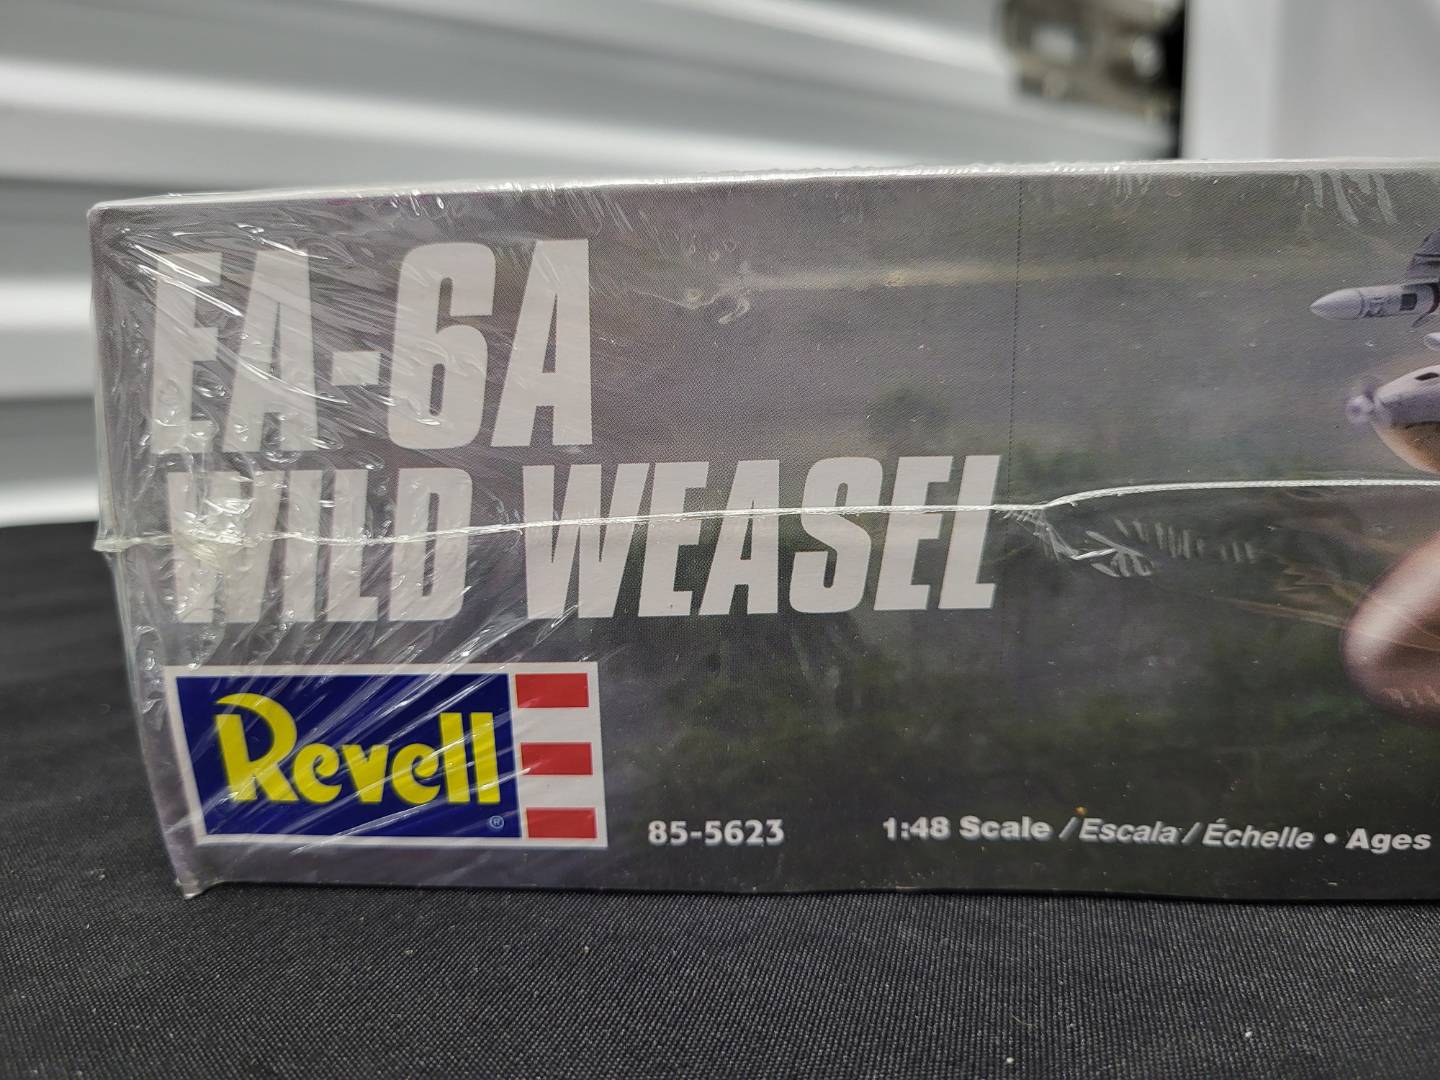 EA-6A
WILD WEASEL
Revell
®
85-5623
1:48 Scale / Escala / Échelle • Ages